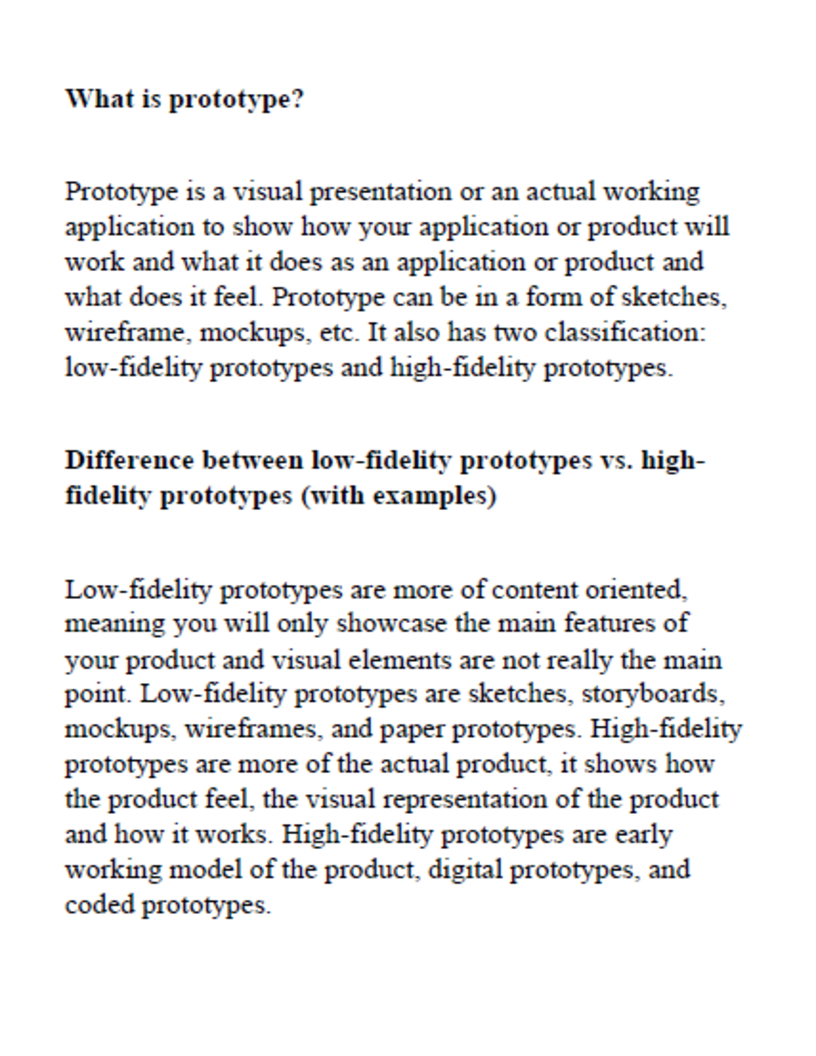 What is prototype?
Prototype is a visual presentation or an actual working
application to show how your application or product will
work and what it does as an application or product and
what does it feel. Prototype can be in a form of sketches,
wireframe, mockups, etc. It also has two classification:
low-fidelity prototypes and high-fidelity prototypes.
Difference between low-fidelity prototypes vs. high-
fidelity prototypes (with examples)
Low-fidelity prototypes are more of content oriented,
meaning you will only showcase the main features of
your product and visual elements are not really the main
point. Low-fidelity prototypes are sketches, storyboards,
mockups, wireframes, and paper prototypes. High-fidelity
prototypes are more of the actual product, it shows how
the product feel, the visual representation of the product
and how it works. High-fidelity prototypes are early
working model of the product, digital prototypes, and
coded prototypes.